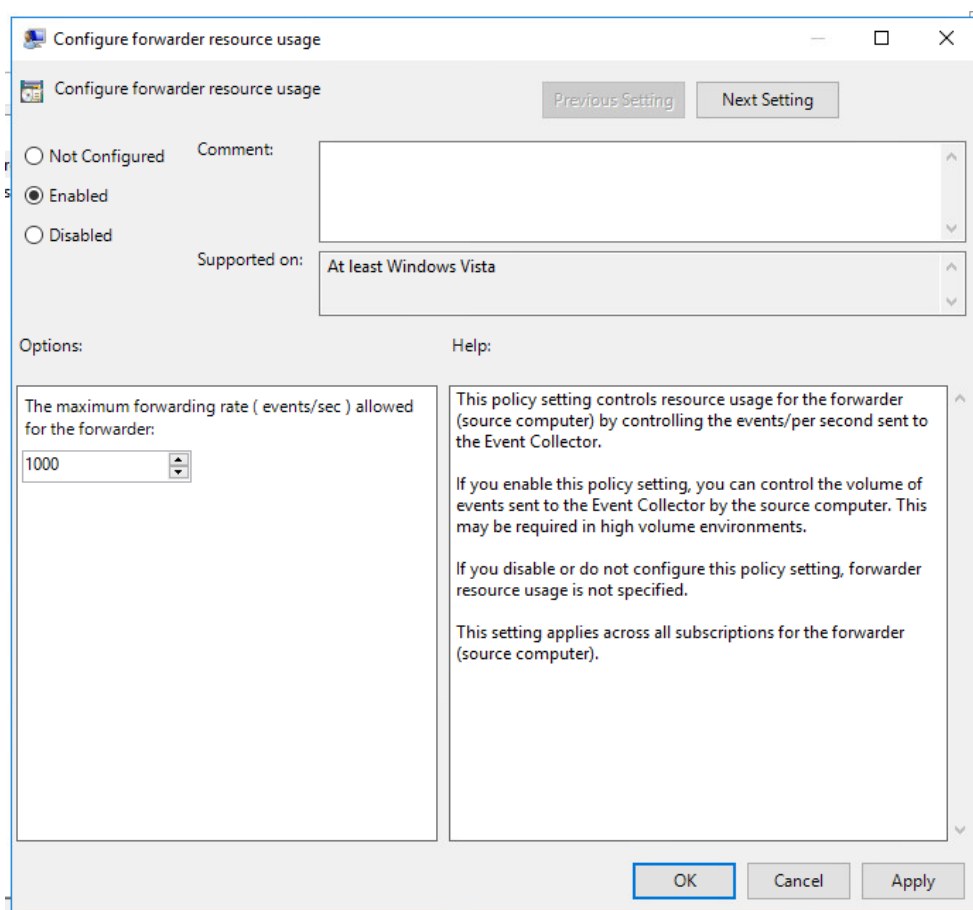 Configure forwarder resource usage
Configure forwarder resource usage
Previous Setting
Next Setting
Not Configured
Enabled
Disabled
Comment:
Supported on:
At least Windows Vista
Options:
Help:
The maximum forwarding rate ( events/sec ) allowed
for the forwarder:
1000
This policy setting controls resource usage for the forwarder
(source computer) by controlling the events/per second sent to
the Event Collector.
If you enable this policy setting, you can control the volume of
events sent to the Event Collector by the source computer. This
may be required in high volume environments.
If you disable or do not configure this policy setting, forwarder
resource usage is not specified.
This setting applies across all subscriptions for the forwarder
(source computer).
OK
Cancel
Apply